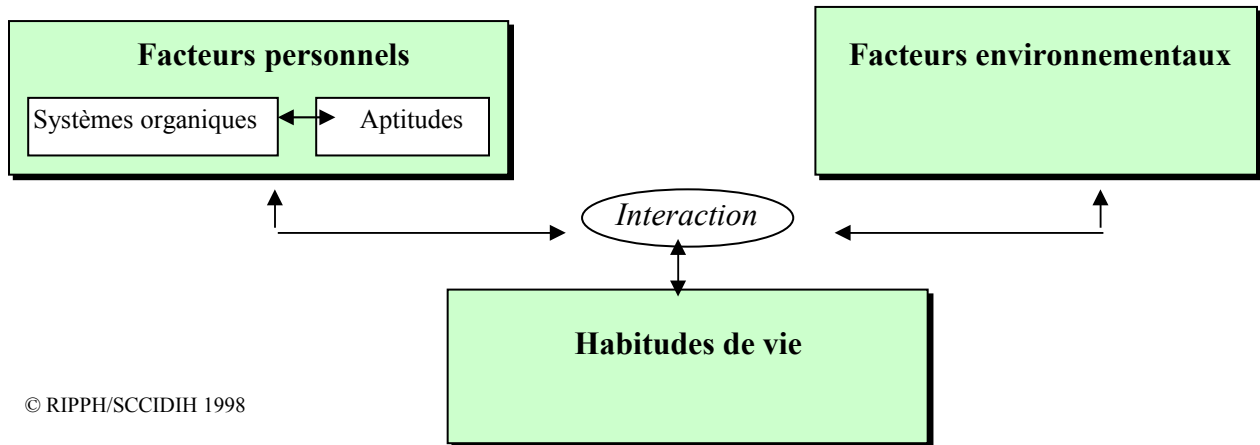 Facteurs personnels
Systèmes organiques
Aptitudes
Facteurs environnementaux
Interaction
Habitudes de vie
© RIPPH/SCCIDIH 1998